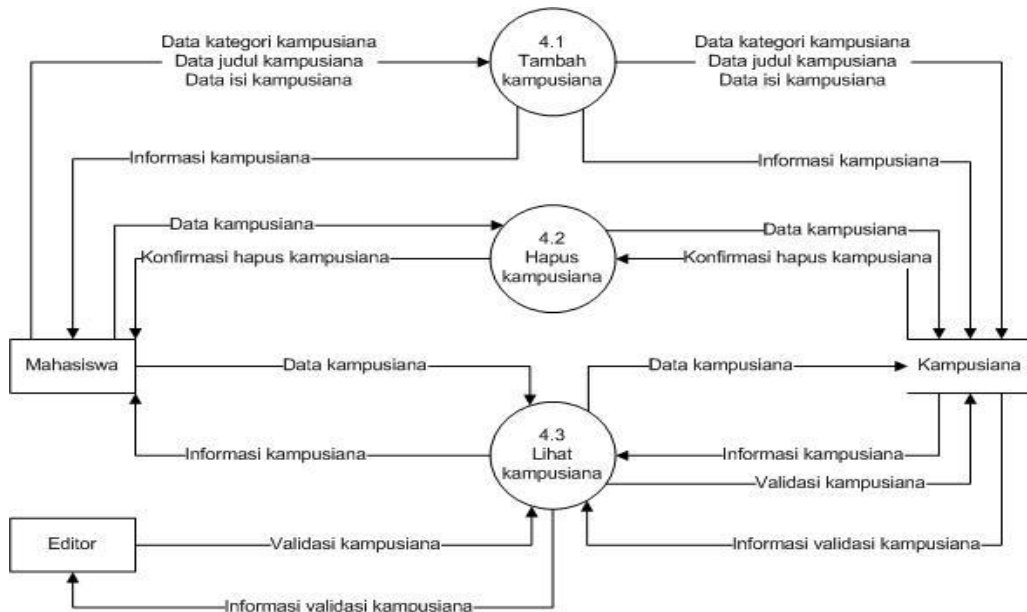 Data kategori kampusiana
Data judul kampusiana
Data isi kampusiana
4.1
Tambah
kampusiana
Data kategori kampusiana
Data judul kampusiana
Data isi kampusiana
Informasi kampusiana
Informasi kampusiana
Data kampusiana
4.2
Hapus
kampusiana
Data kampusiana
Konfirmasi hapus kampusiana
Konfirmasi hapus kampusiana
Mahasiswa
Data kampusiana
Data kampusiana
Kampusiana
4.3
Lihat
kampusiana
Informasi kampusiana
Informasi kampusiana
Validasi kampusiana
Editor
Validasi kampusiana
Informasi validasi kampusiana
Informasi validasi kampusiana